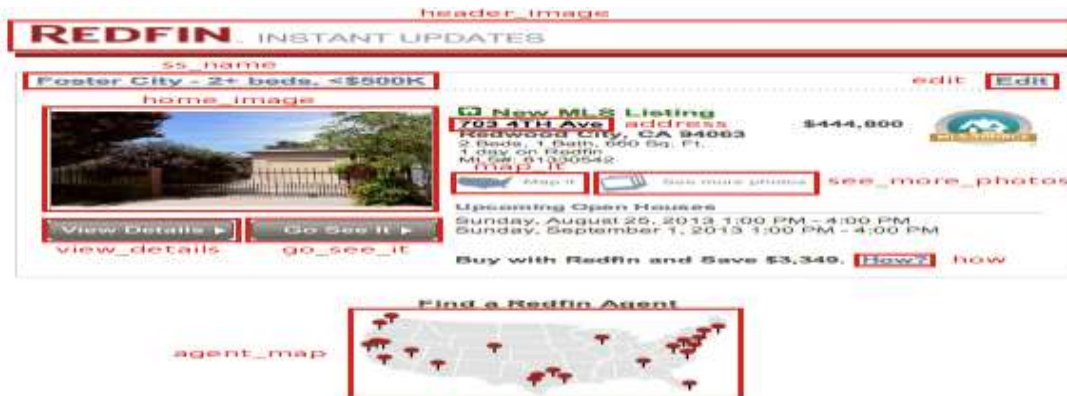 header_image
REDFIN INSTANT UPDATES
ss_name
Foster City - 2+ beds, <$500K
edit Edit
home_image
New MLS Listing
703 4TH Ave address $444,800
Redwood City, CA 94063
2 Beds, 1 Bath, 660 Sq. Ft.
1 day on Redfin
MLS#: 81330542
map_it
Map It See more photos see_more_photos
Upcoming Open Houses
Sunday, August 25, 2013 1:00 PM - 4:00 PM
Sunday, September 1, 2013 1:00 PM - 4:00 PM
View Details Go See It
view_details go_see_it
Buy with Redfin and Save $3,349. How? how
Find a Redfin Agent
agent_map